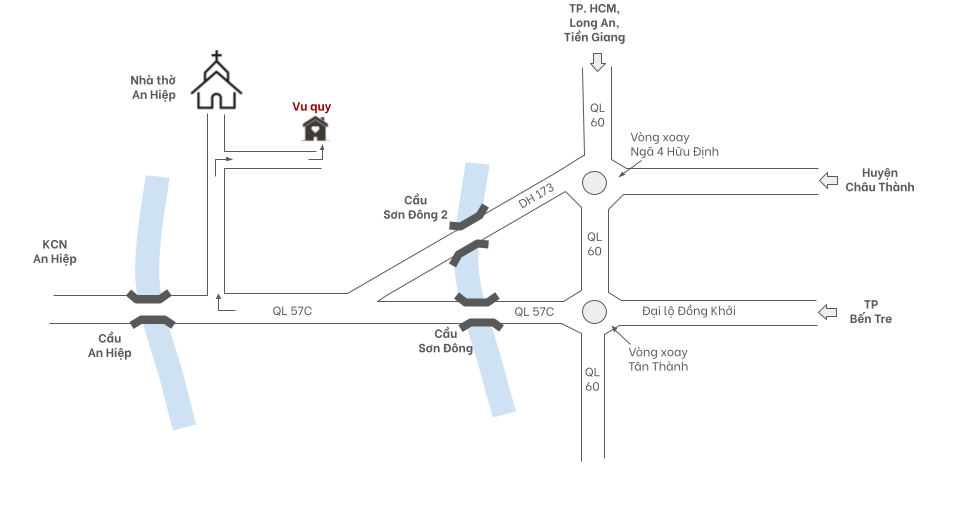 TP. HCM,
Long An,
Tiền Giang
Nhà thờ
An Hiệp
Vu quy
QL
60
Vòng xoay
Ngã 4 Hữu Định
Huyện
Châu Thành
DH 173
Cầu
Sơn Đông 2
KCN
An Hiệp
QL
60
QL 57C
QL 57C
Đại lộ Đồng Khởi
TP
Bến Tre
Cầu
An Hiệp
Cầu
Sơn Đông
Vòng xoay
Tân Thành
QL
60